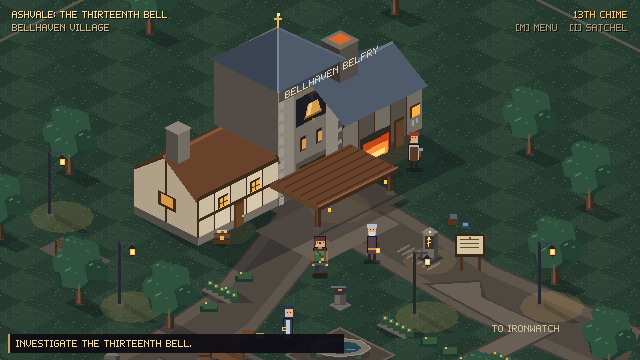 ASHVALE: THE THIRTEENTH BELL
BELLHAVEN VILLAGE
13TH CHIME
[M] MENU [I] SATCHEL
BELLHAVEN BELFRY
TO IRONWATCH
INVESTIGATE THE THIRTEENTH BELL.